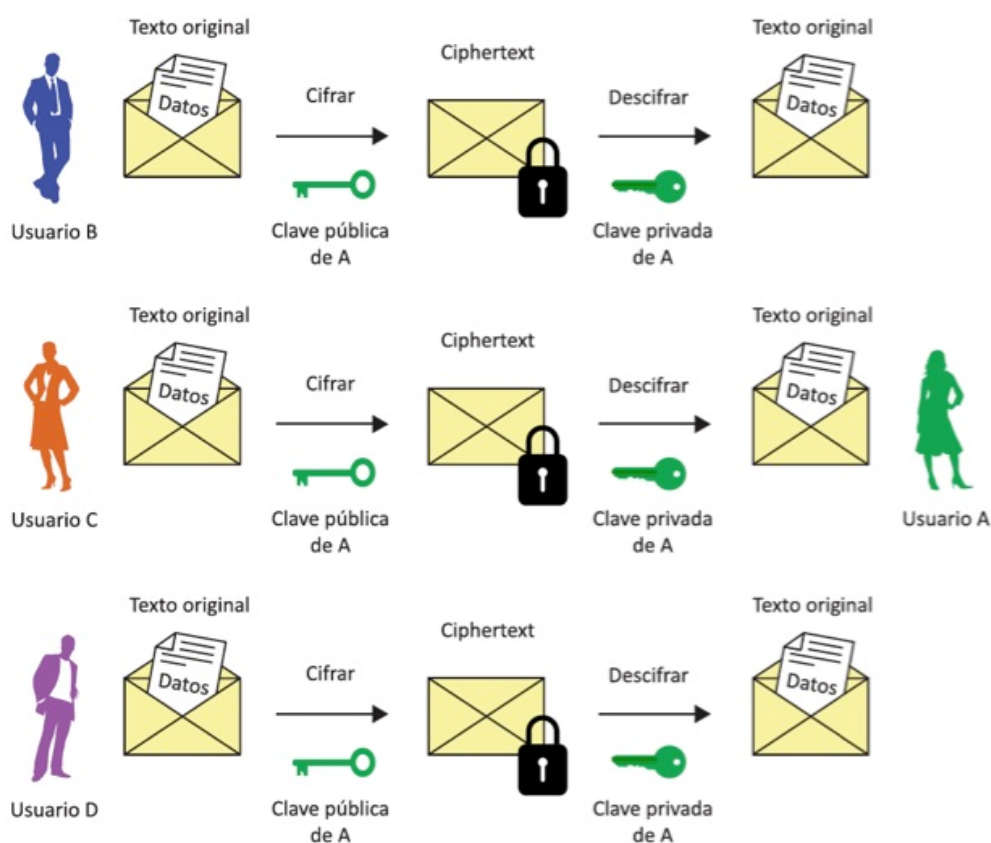 Texto original
Ciphertext
Texto original
Datos
Cifrar
Descifrar
Datos
Usuario B
Clave pública
de A
Clave privada
de A
Texto original
Ciphertext
Texto original
Datos
Cifrar
Descifrar
Datos
Usuario C
Clave pública
de A
Clave privada
de A
Usuario A
Texto original
Ciphertext
Texto original
Datos
Cifrar
Descifrar
Datos
Usuario D
Clave pública
de A
Clave privada
de A